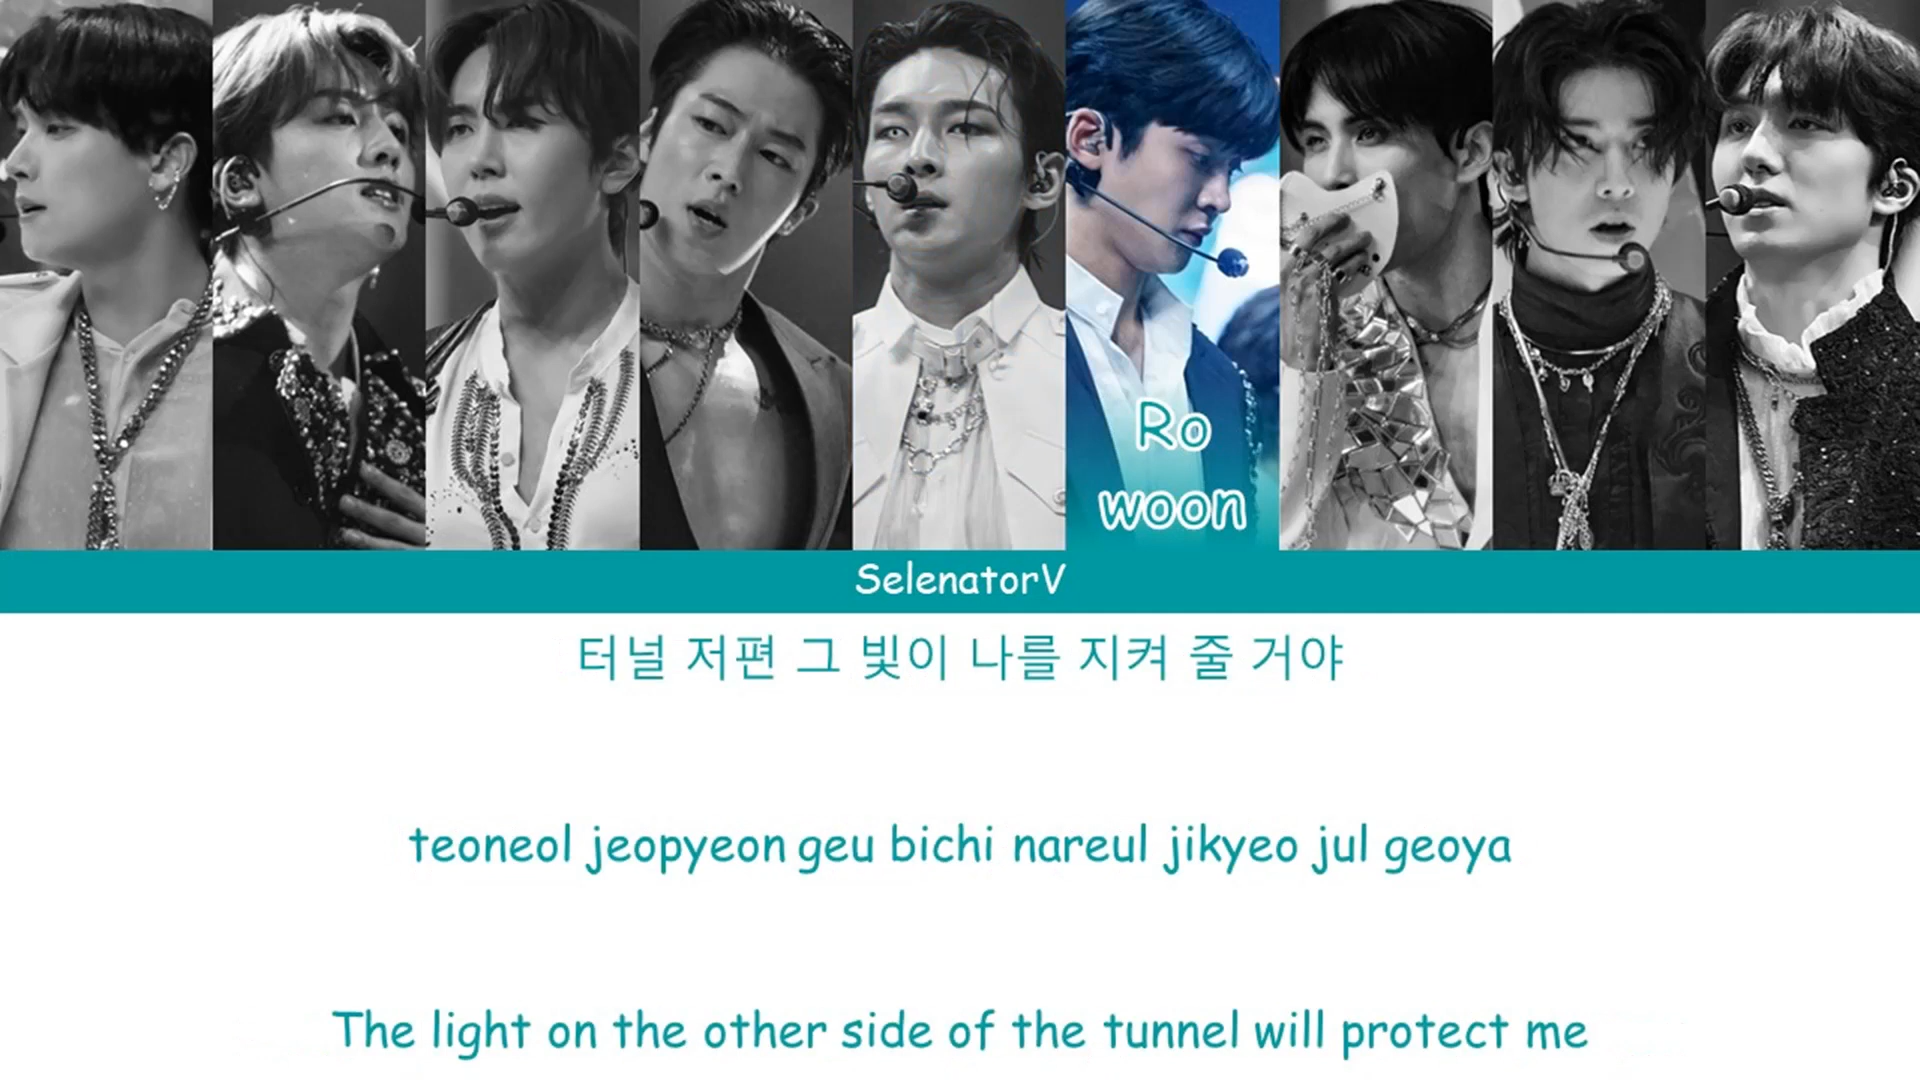 Ro
woon
SelenatorV
터널 저편 그 빛이 나를 지켜 줄 거야
teoneol jeopyeon geu bichi nareul jikyeo jul geoya
The light on the other side of the tunnel will protect me